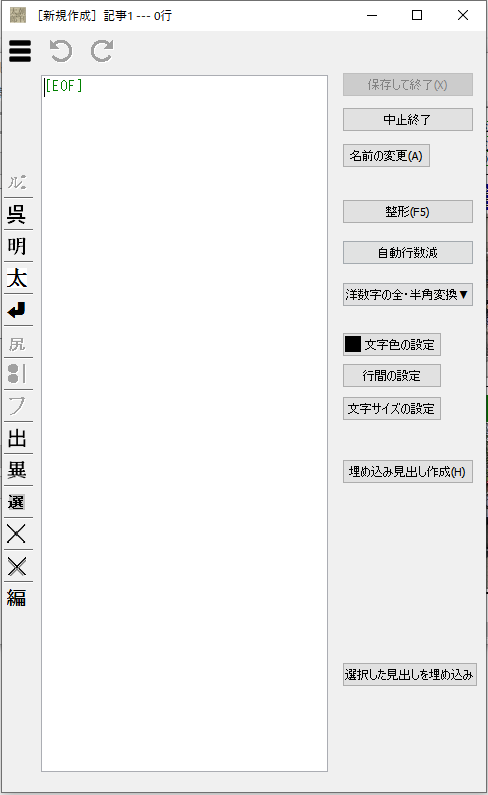 [新規作成] 記事1 --- 0行
[EOF]
保存して終了(X)
中止終了
名前の変更(A)
整形(F5)
自動行数減
洋数字の全・半角変換▼
文字色の設定
行間の設定
文字サイズの設定
埋め込み見出し作成(H)
選択した見出しを埋め込み
ルビ
呉
明
太
尻
フ
出
異
選
編